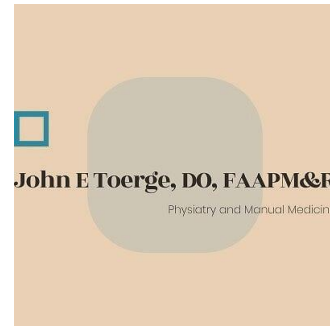 John E Toerge, DO, FAAPM&R
Physiatry and Manual Medicin